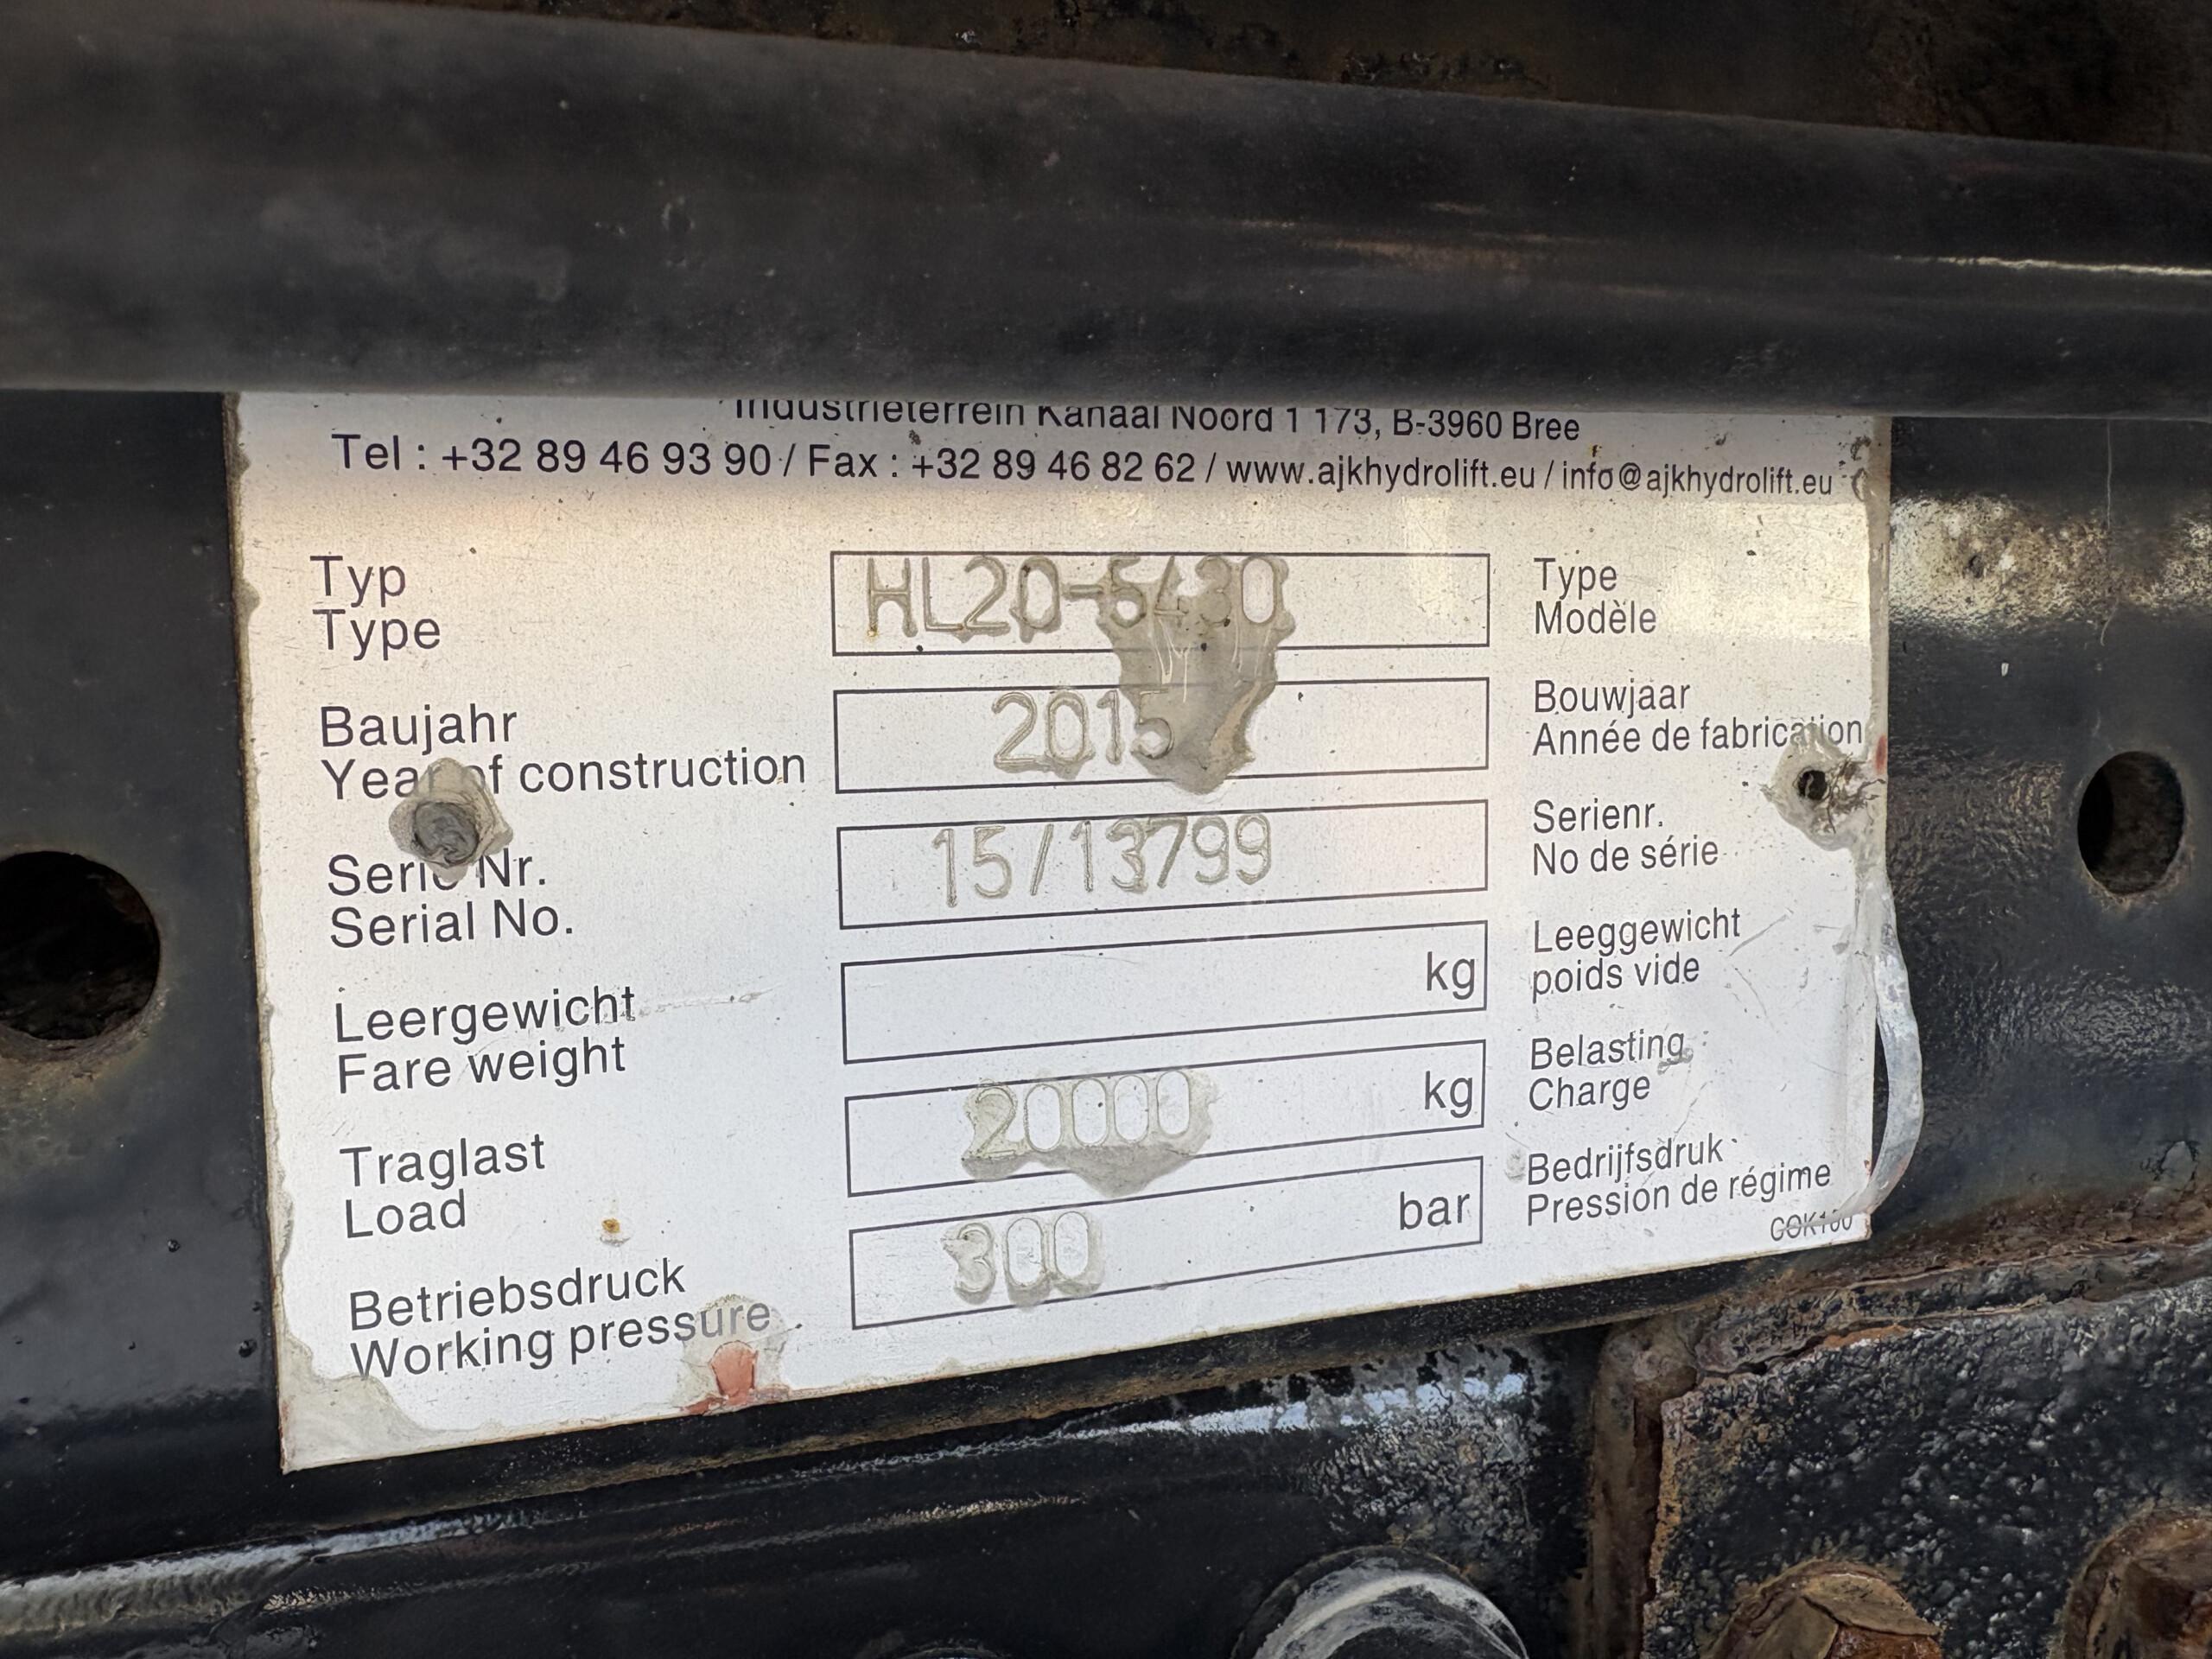 Industrieterrein Kanaal Noord 1 173, B-3960 Bree
Tel : +32 89 46 93 90 / Fax : +32 89 46 82 62 / www.ajkhydrolift.eu / info@ajkhydrolift.eu
Typ
Type
HL20-6430
Type
Modèle
Baujahr
Year of construction
2015
Bouwjaar
Année de fabrication
Serie Nr.
Serial No.
15/13799
Serienr.
No de série
Leergewicht
Fare weight
kg
Leeggewicht
poids vide
Traglast
Load
20000 kg
Belasting
Charge
Betriebsdruck
Working pressure
300 bar
Bedrijfsdruk
Pression de régime